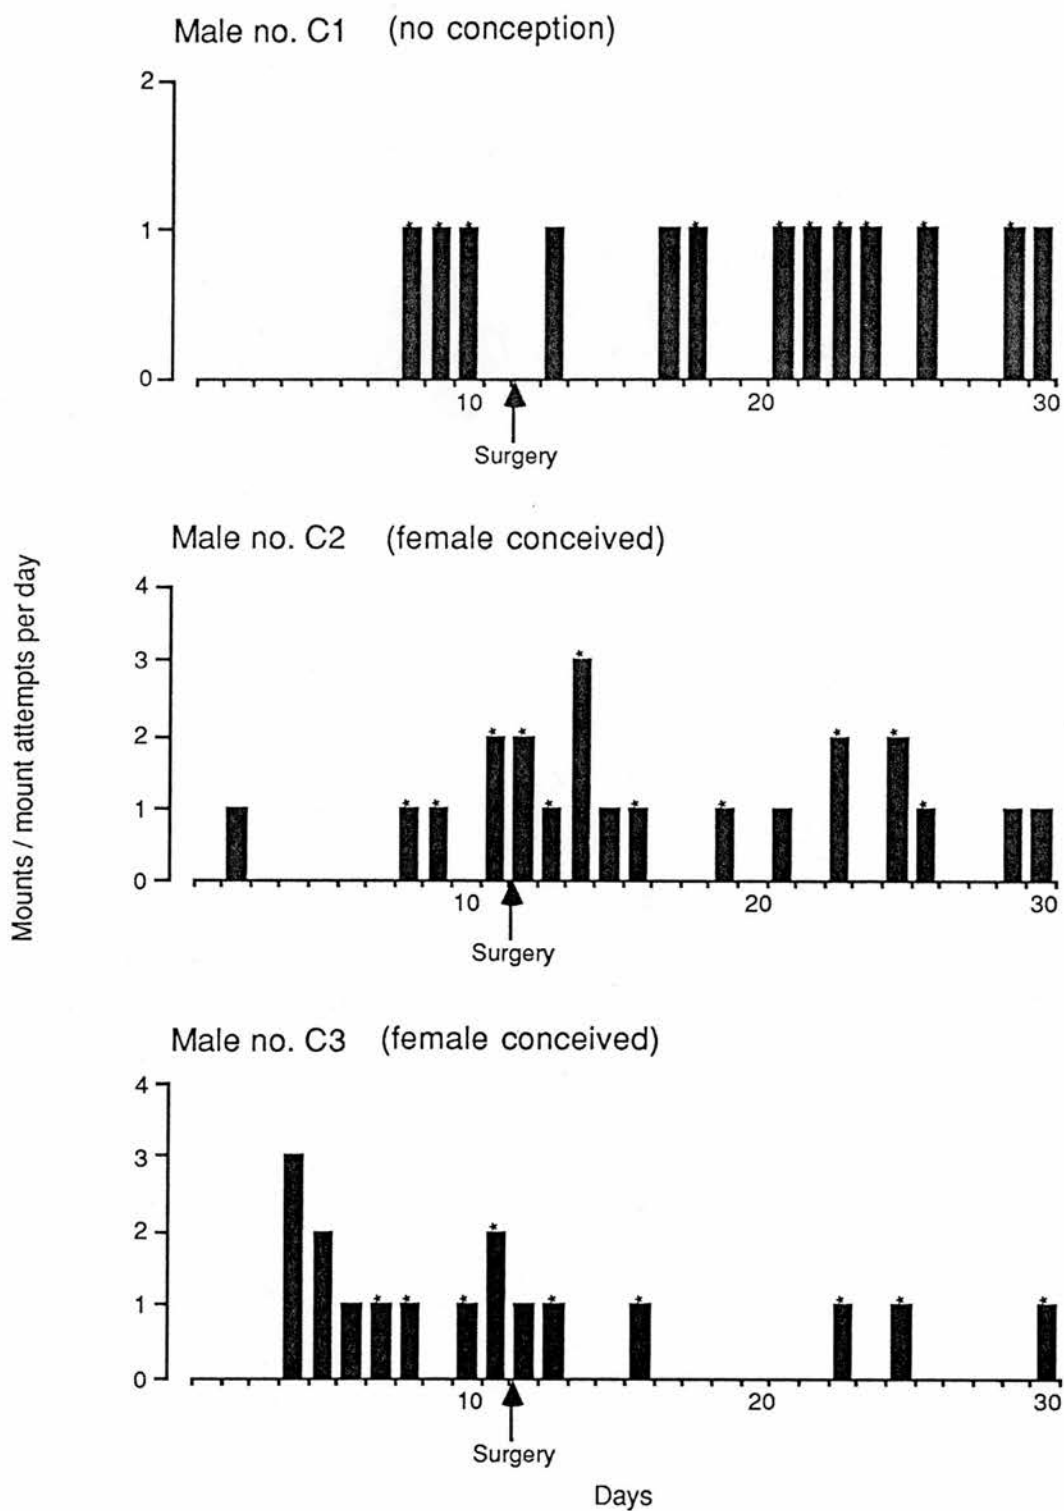 Male no. C1 (no conception)
2
1
0
10 20 30
Surgery
Male no. C2 (female conceived)
4
3
2
1
0
10 20 30
Surgery
Mounts / mount attempts per day
Male no. C3 (female conceived)
4
3
2
1
0
10 20 30
Surgery
Days